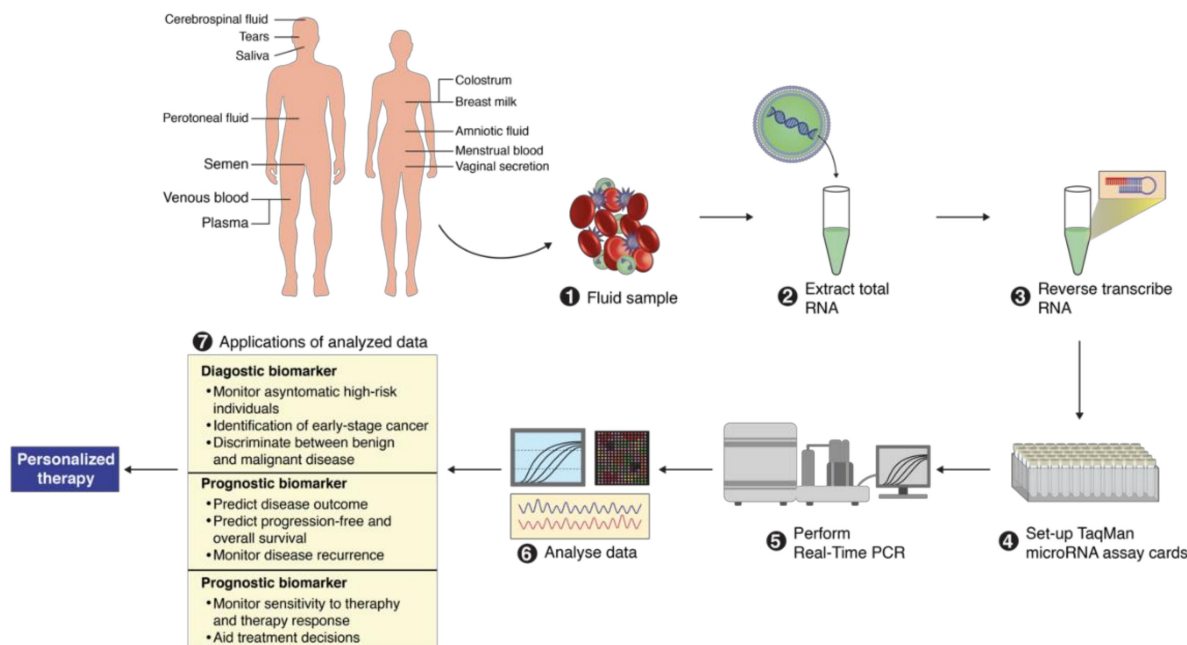 Cerebrospinal fluid
Tears
Saliva
Perotoneal fluid
Semen
Venous blood
Plasma
Colostrum
Breast milk
Amniotic fluid
Menstrual blood
Vaginal secretion
1 Fluid sample
2 Extract total
RNA
3 Reverse transcribe
RNA
4 Set-up TaqMan
microRNA assay cards
5 Perform
Real-Time PCR
6 Analyse data
7 Applications of analyzed data
Diagostic biomarker
• Monitor asyntomatic high-risk
individuals
• Identification of early-stage cancer
• Discriminate between benign
and malignant disease
Prognostic biomarker
• Predict disease outcome
• Predict progression-free and
overall survival
• Monitor disease recurrence
Prognostic biomarker
• Monitor sensitivity to theraphy
and therapy response
• Aid treatment decisions
Personalized
therapy